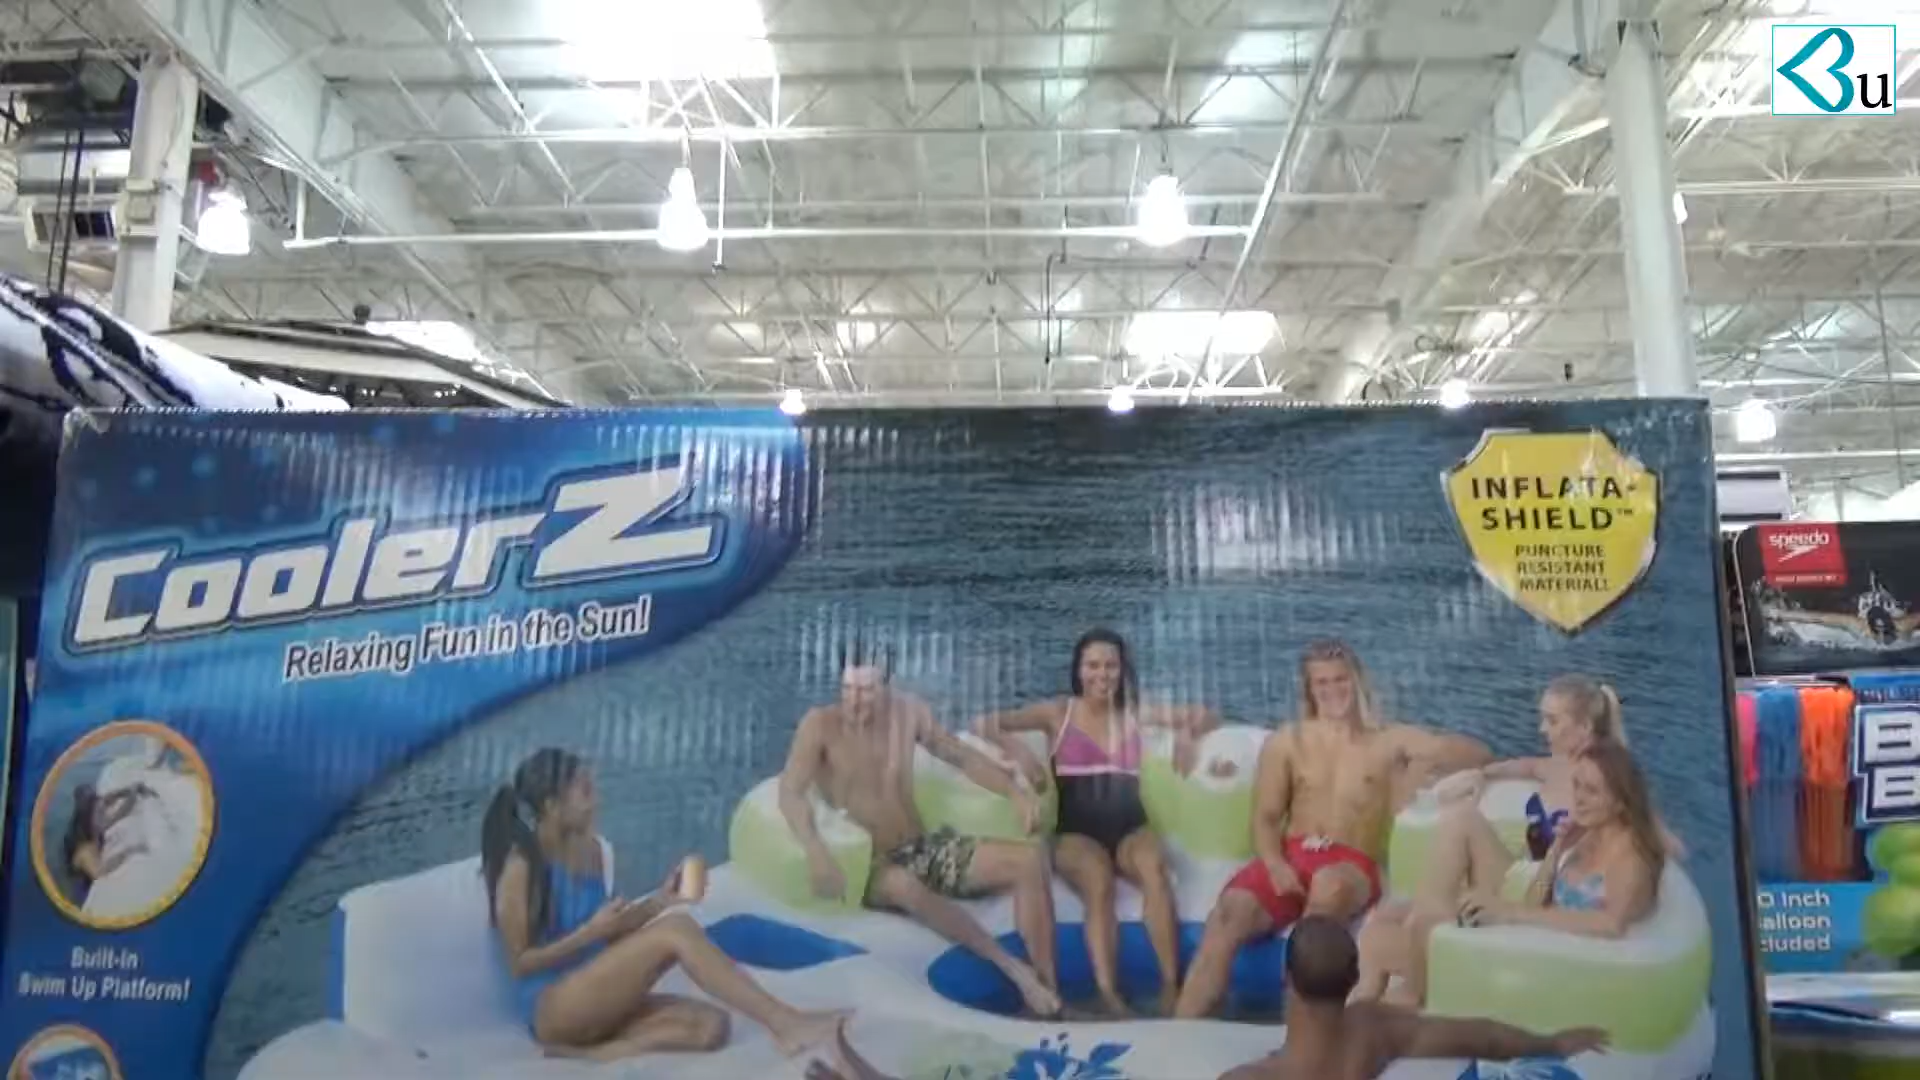 Bu
CoolerZ
Relaxing Fun in the Sun!
INFLATA-
SHIELD™
PUNCTURE
RESISTANT
MATERIAL!
speedo
Built-in
Swim Up Platform!
B
B
0 Inch
alloon
cluded